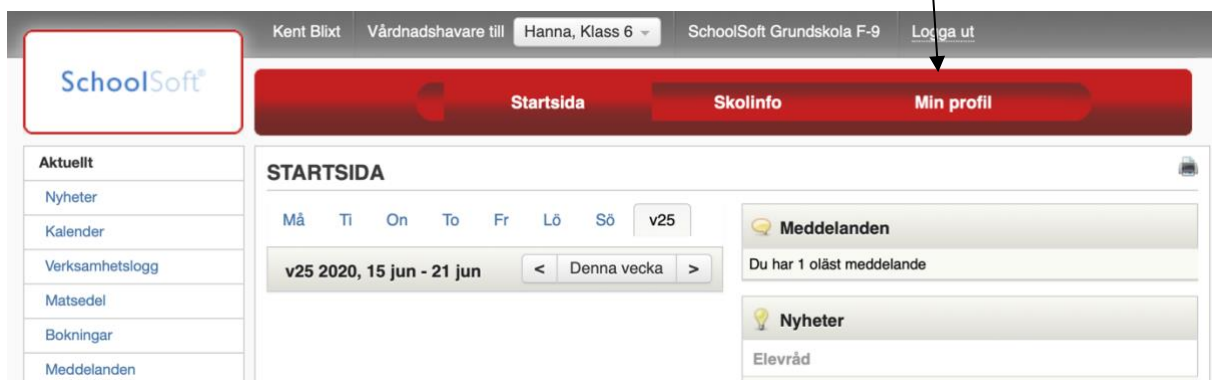 Kent Blixt Vårdnadshavare till Hanna, Klass 6 SchoolSoft Grundskola F-9 Logga ut
SchoolSoft®
Startsida Skolinfo Min profil
Aktuellt
Nyheter
Kalender
Verksamhetslogg
Matsedel
Bokningar
Meddelanden
STARTSIDA
Må Ti On To Fr Lö Sö v25
v25 2020, 15 jun - 21 jun < Denna vecka >
Meddelanden
Du har 1 oläst meddelande
Nyheter
Elevråd